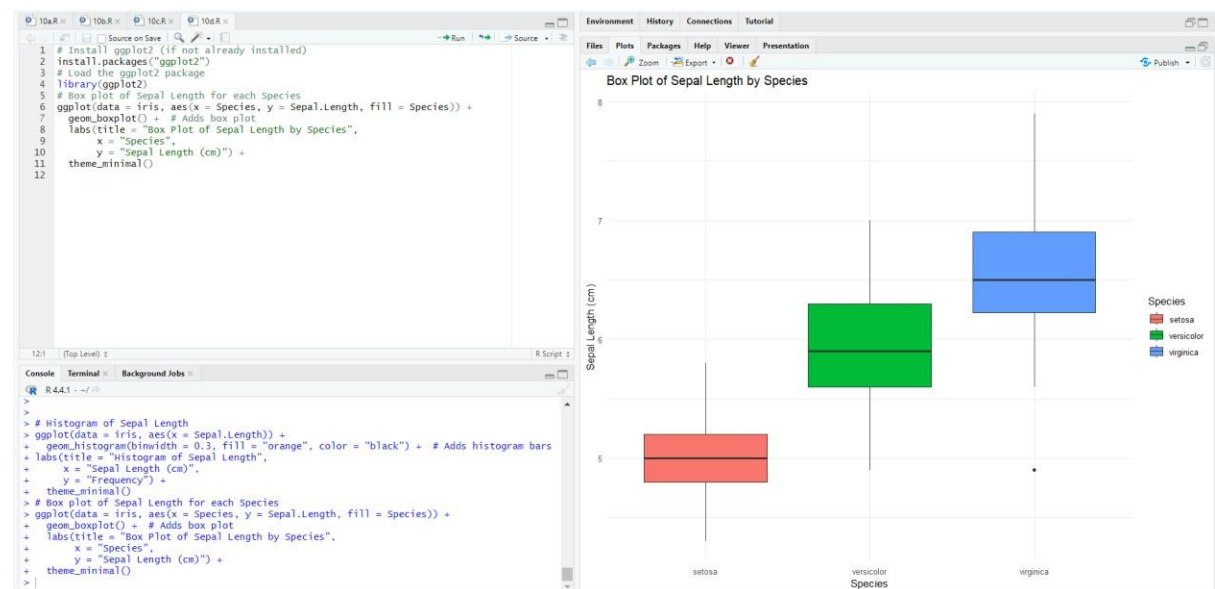 10a.R × 10b.R × 10c.R × 10d.R ×
Source on Save Run Source
1 # Install ggplot2 (if not already installed)
2 install.packages("ggplot2")
3 # Load the ggplot2 package
4 library(ggplot2)
5 # Box plot of Sepal Length for each Species
6 ggplot(data = iris, aes(x = Species, y = Sepal.Length, fill = Species)) +
7 geom_boxplot() + # Adds box plot
8 labs(title = "Box Plot of Sepal Length by Species",
9 x = "Species",
10 y = "Sepal Length (cm)") +
11 theme_minimal()
12
12:1 (Top Level) R Script
Console Terminal × Background Jobs ×
R 4.4.1 · ~/
>
>
> # Histogram of Sepal Length
> ggplot(data = iris, aes(x = Sepal.Length)) +
+ geom_histogram(binwidth = 0.3, fill = "orange", color = "black") + # Adds histogram bars
+ labs(title = "Histogram of Sepal Length",
+ x = "Sepal Length (cm)",
+ y = "Frequency") +
+ theme_minimal()
> # Box plot of Sepal Length for each Species
> ggplot(data = iris, aes(x = Species, y = Sepal.Length, fill = Species)) +
+ geom_boxplot() + # Adds box plot
+ labs(title = "Box Plot of Sepal Length by Species",
+ x = "Species",
+ y = "Sepal Length (cm)") +
+ theme_minimal()
>
Environment History Connections Tutorial
Files Plots Packages Help Viewer Presentation
Zoom Export Publish
Box Plot of Sepal Length by Species
8
7
6
5
Sepal Length (cm)
setosa versicolor virginica
Species
Species
setosa
versicolor
virginica